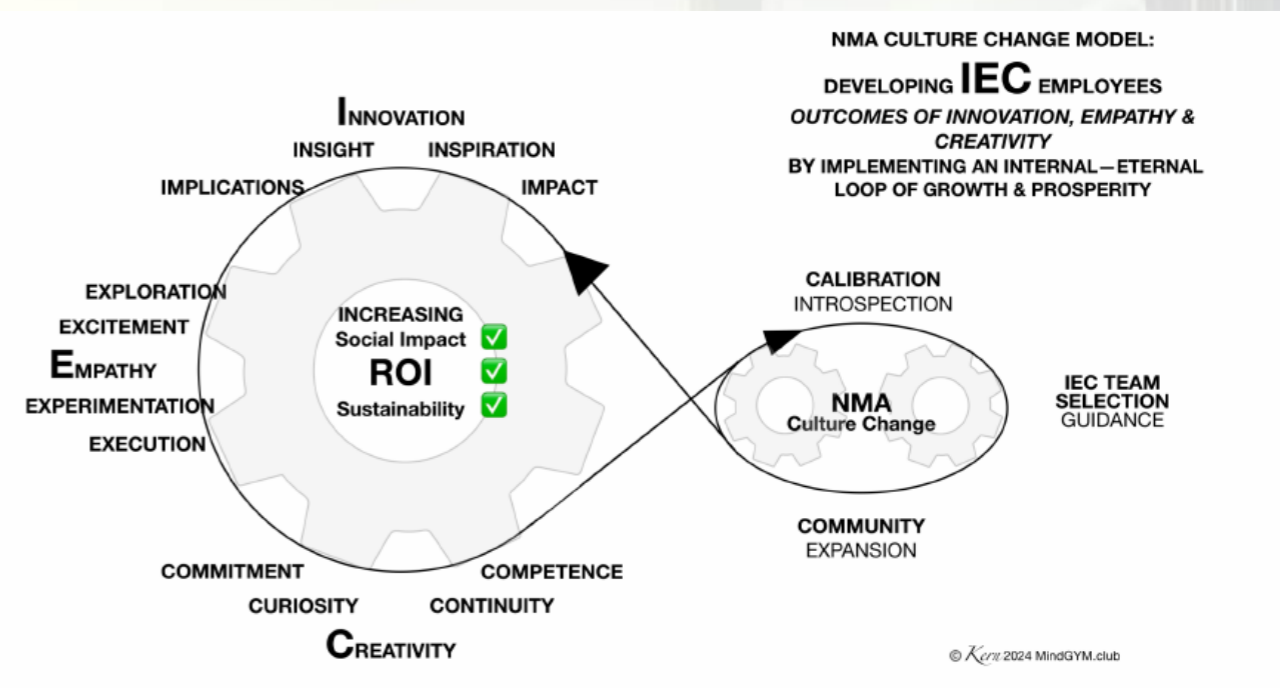 NMA CULTURE CHANGE MODEL:
DEVELOPING IEC EMPLOYEES
OUTCOMES OF INNOVATION, EMPATHY &
CREATIVITY
BY IMPLEMENTING AN INTERNAL—ETERNAL
LOOP OF GROWTH & PROSPERITY
INNOVATION
INSIGHT INSPIRATION
IMPLICATIONS IMPACT
EXPLORATION
EXCITEMENT
EMPATHY
EXPERIMENTATION
EXECUTION
INCREASING
Social Impact ✅
ROI ✅
Sustainability ✅
COMMITMENT COMPETENCE
CURIOSITY CONTINUITY
CREATIVITY
CALIBRATION
INTROSPECTION
NMA
Culture Change
IEC TEAM
SELECTION
GUIDANCE
COMMUNITY
EXPANSION
© Kern 2024 MindGYM.club